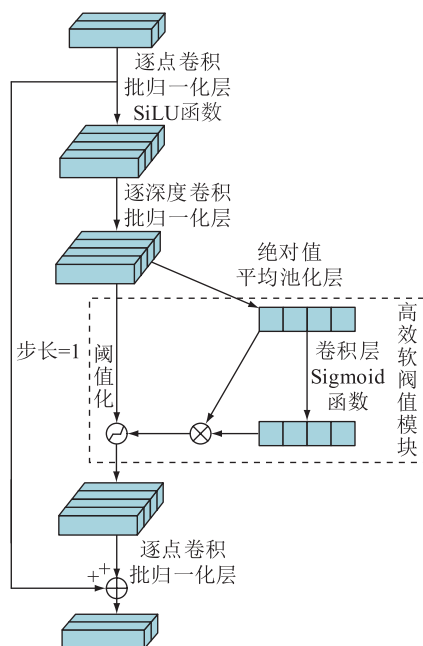 逐点卷积
批归一化层
SiLU函数
逐深度卷积
批归一化层
绝对值
平均池化层
步长=1
阈值化
卷积层
Sigmoid
函数
高效软阀值模块
逐点卷积
批归一化层
++